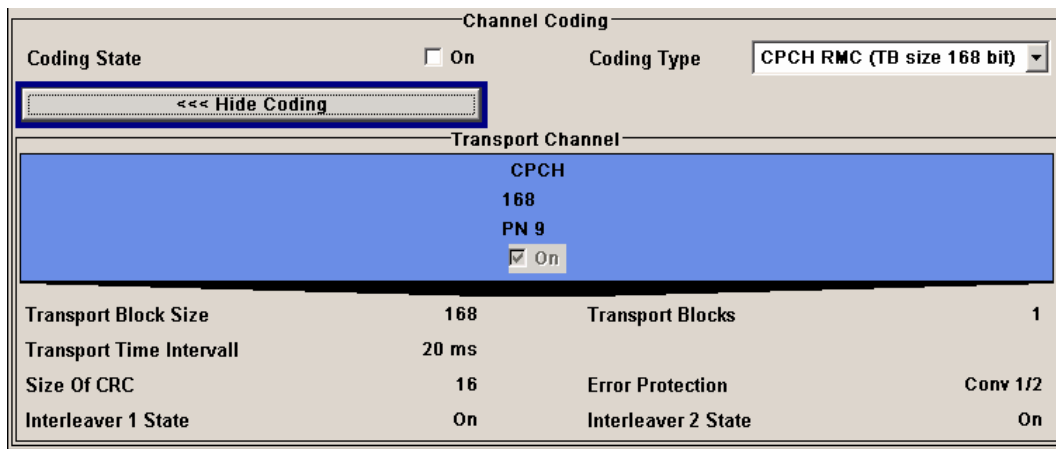 Channel Coding
Coding State On Coding Type CPCH RMC (TB size 168 bit)
<<< Hide Coding
Transport Channel
CPCH
168
PN 9
On
Transport Block Size 168 Transport Blocks 1
Transport Time Intervall 20 ms
Size Of CRC 16 Error Protection Conv 1/2
Interleaver 1 State On Interleaver 2 State On